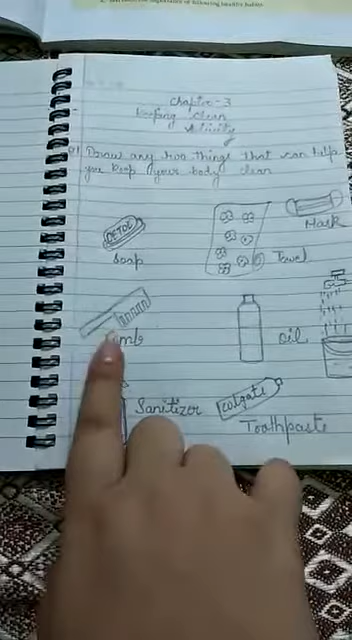 Chapter-3
Keeping clean
Activity
Q1 Draw any two things that can help
you keep your body clean
DETOL
Soap
Towel
Mask
Oil
Sanitizer
Colgate
Toothpaste